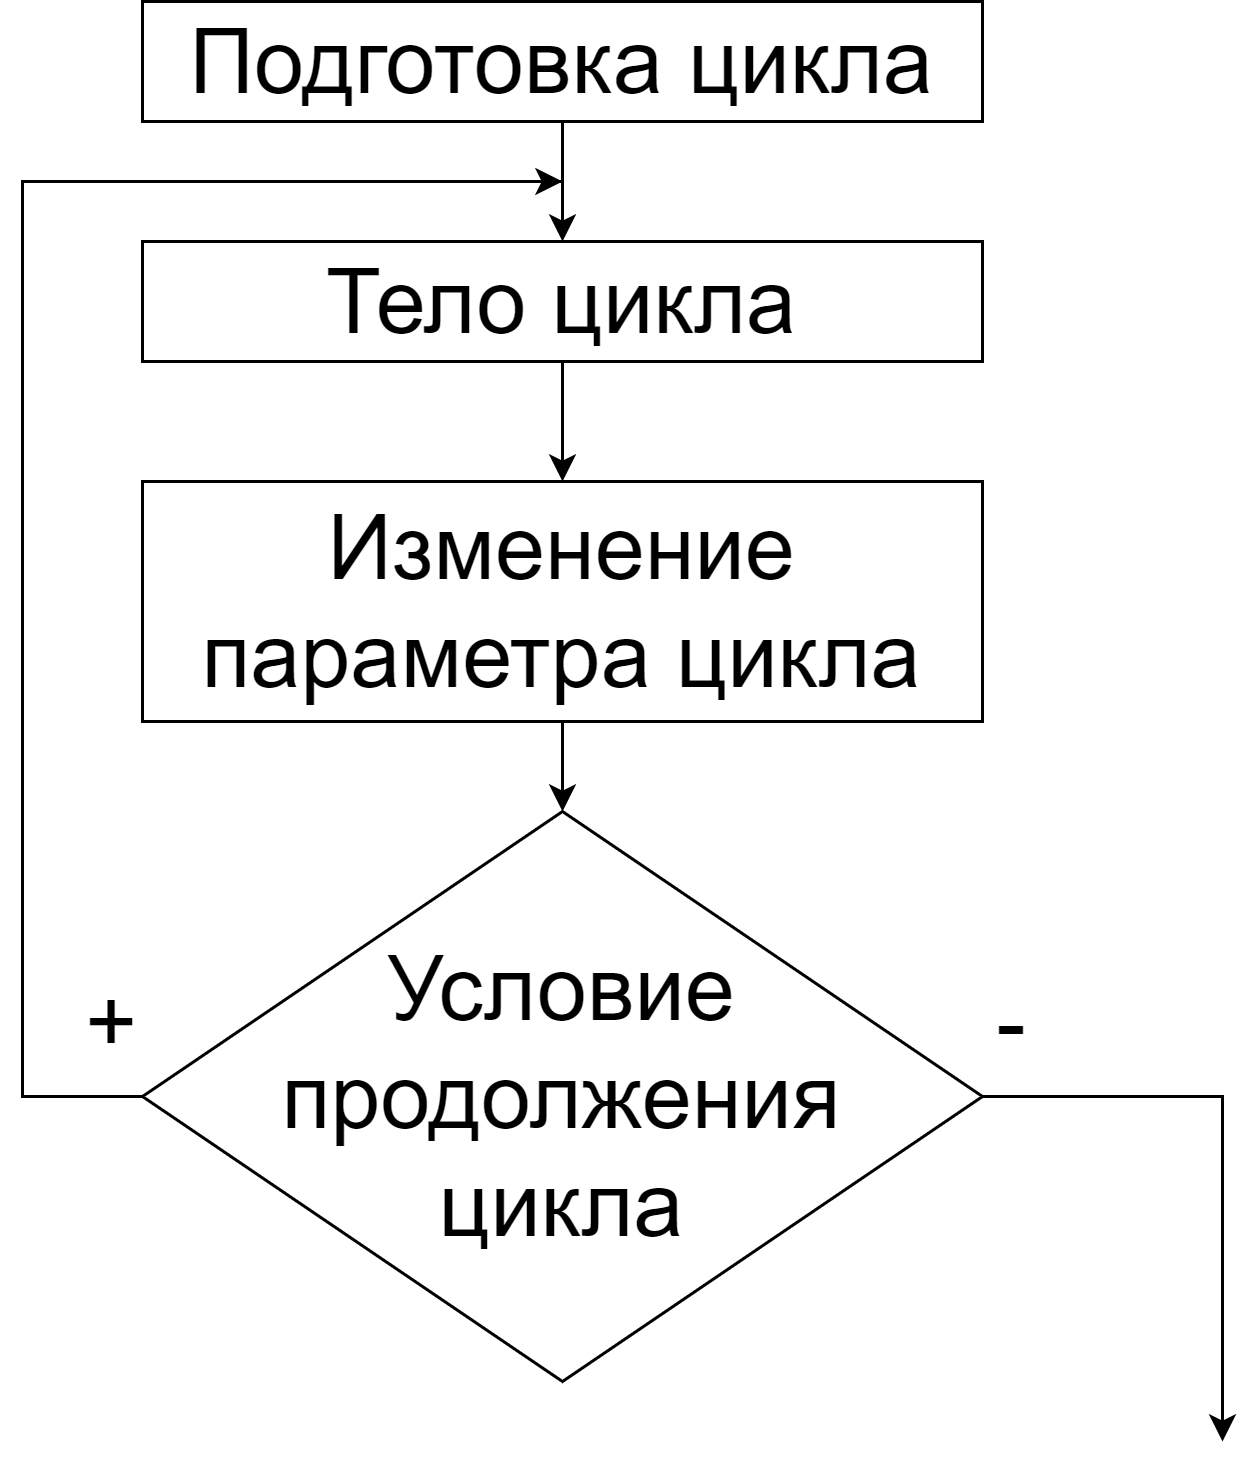 Подготовка цикла
Тело цикла
Изменение
параметра цикла
Условие
продолжения
цикла
+
-